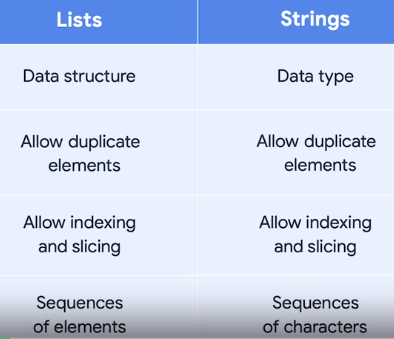 Lists Strings
Data structure Data type
Allow duplicate Allow duplicate
elements elements
Allow indexing Allow indexing
and slicing and slicing
Sequences Sequences
of elements of characters